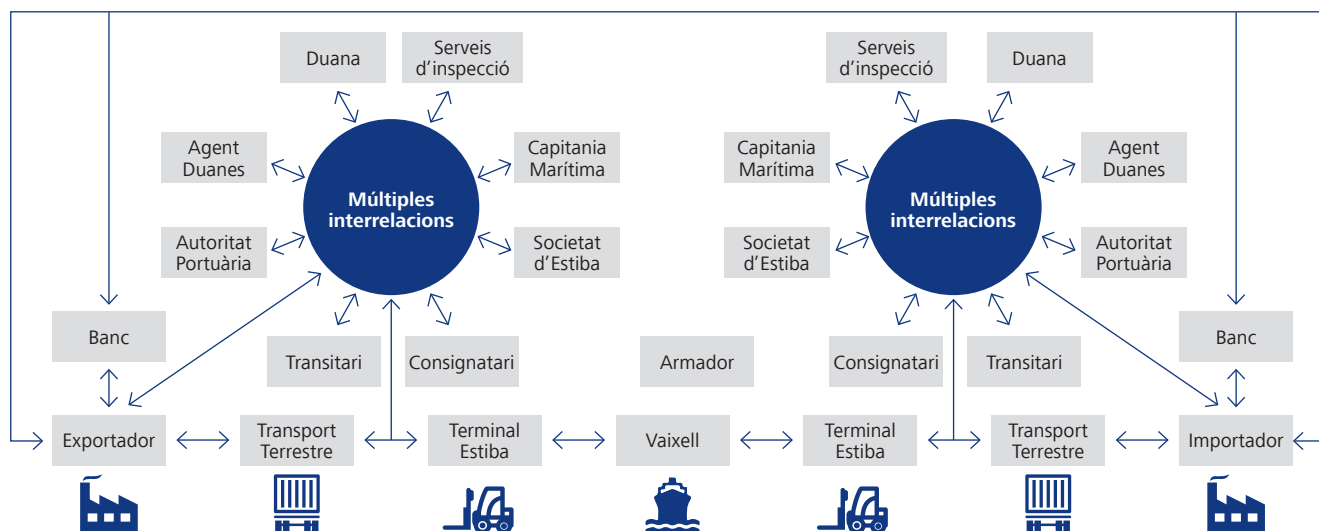 Duana
Serveis
d'inspecció
Serveis
d'inspecció
Duana
Agent
Duanes
Capitania
Marítima
Capitania
Marítima
Agent
Duanes
Múltiples
interrelacions
Múltiples
interrelacions
Autoritat
Portuària
Societat
d'Estiba
Societat
d'Estiba
Autoritat
Portuària
Banc
Transitari
Consignatari
Armador
Consignatari
Transitari
Banc
Exportador
Transport
Terrestre
Terminal
Estiba
Vaixell
Terminal
Estiba
Transport
Terrestre
Importador